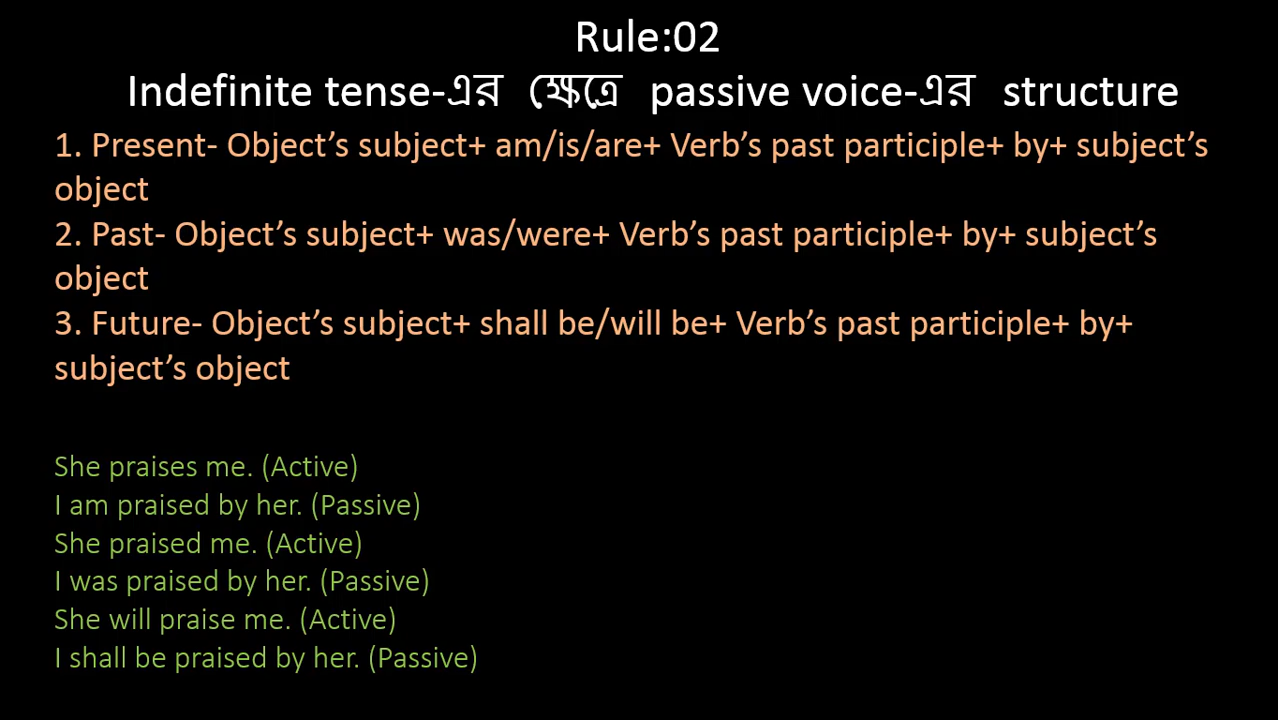 Rule:02
Indefinite tense-এর ক্ষেত্রে passive voice-এর structure
1. Present- Object’s subject+ am/is/are+ Verb’s past participle+ by+ subject’s
object
2. Past- Object’s subject+ was/were+ Verb’s past participle+ by+ subject’s
object
3. Future- Object’s subject+ shall be/will be+ Verb’s past participle+ by+
subject’s object
She praises me. (Active)
I am praised by her. (Passive)
She praised me. (Active)
I was praised by her. (Passive)
She will praise me. (Active)
I shall be praised by her. (Passive)